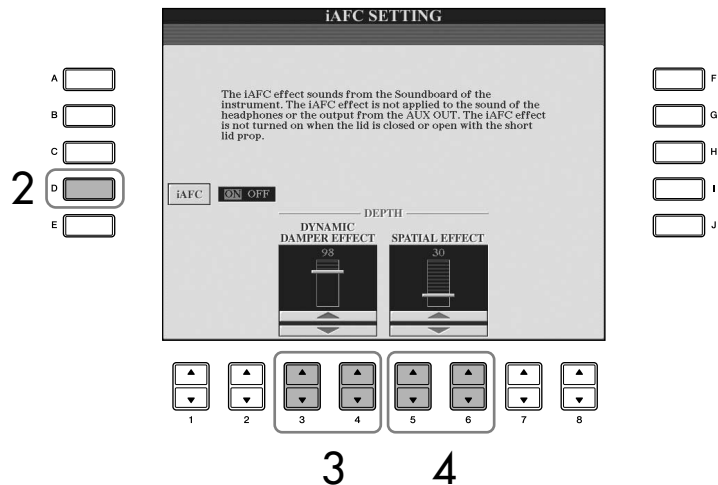 iAFC SETTING
The iAFC effect sounds from the Soundboard of the
instrument. The iAFC effect is not applied to the sound of the
headphones or the output from the AUX OUT. The iAFC effect
is not turned on when the lid is closed or open with the short
lid prop.
A
B
C
2
D
E
F
G
H
I
J
iAFC
ON OFF
DEPTH
DYNAMIC
DAMPER EFFECT
98
SPATIAL EFFECT
30
1
2
3
4
5
6
7
8
3
4